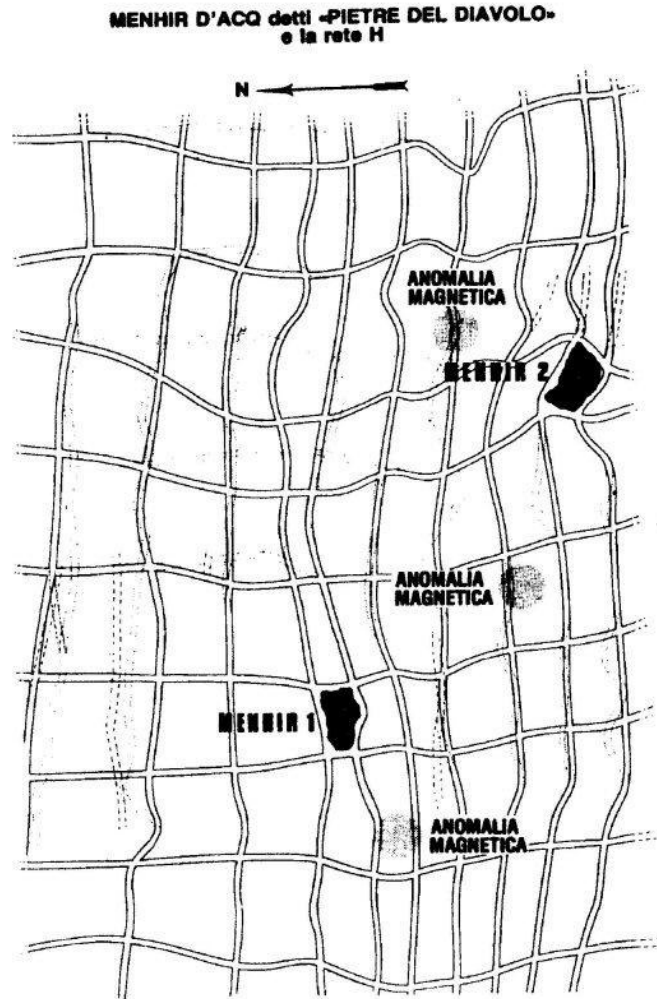 MENHIR D'ACQ detti «PIETRE DEL DIAVOLO»
e la rete H
N
ANOMALIA
MAGNETICA
MENHIR 2
ANOMALIA
MAGNETICA
MENHIR 1
ANOMALIA
MAGNETICA